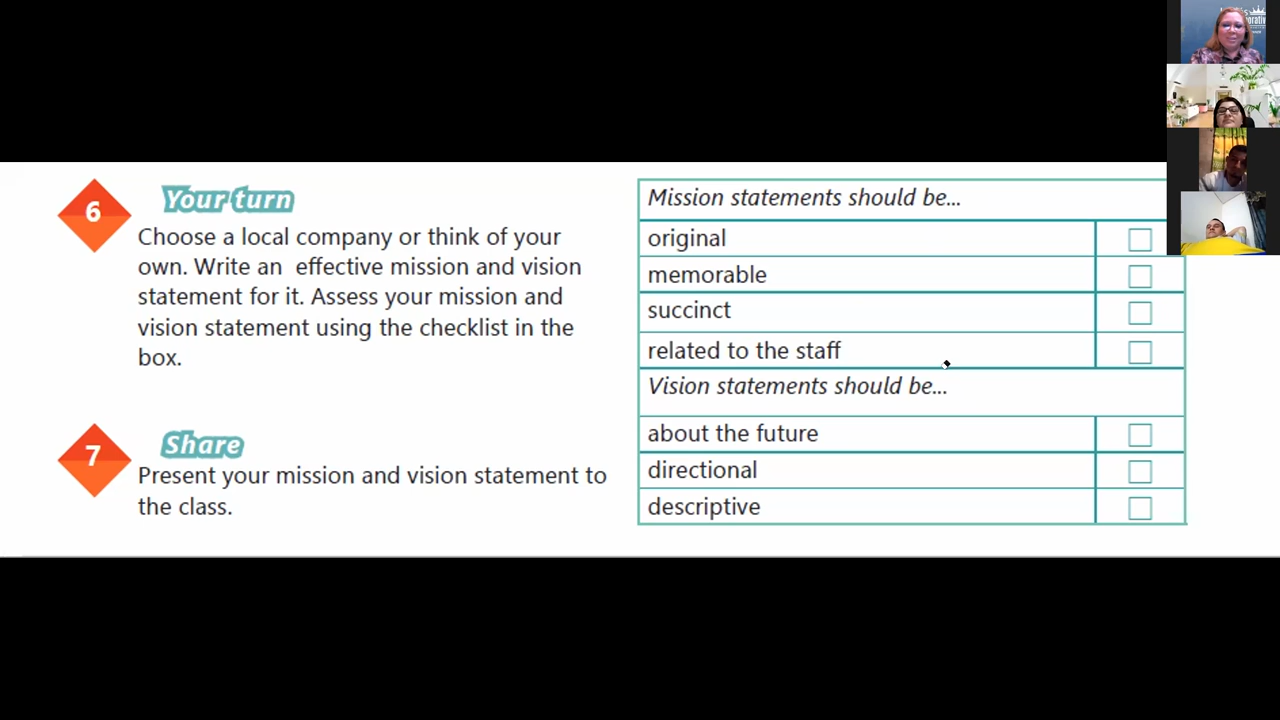 6
Your turn
Choose a local company or think of your
own. Write an effective mission and vision
statement for it. Assess your mission and
vision statement using the checklist in the
box.
7
Share
Present your mission and vision statement to
the class.
Mission statements should be...
original
memorable
succinct
related to the staff
Vision statements should be...
about the future
directional
descriptive